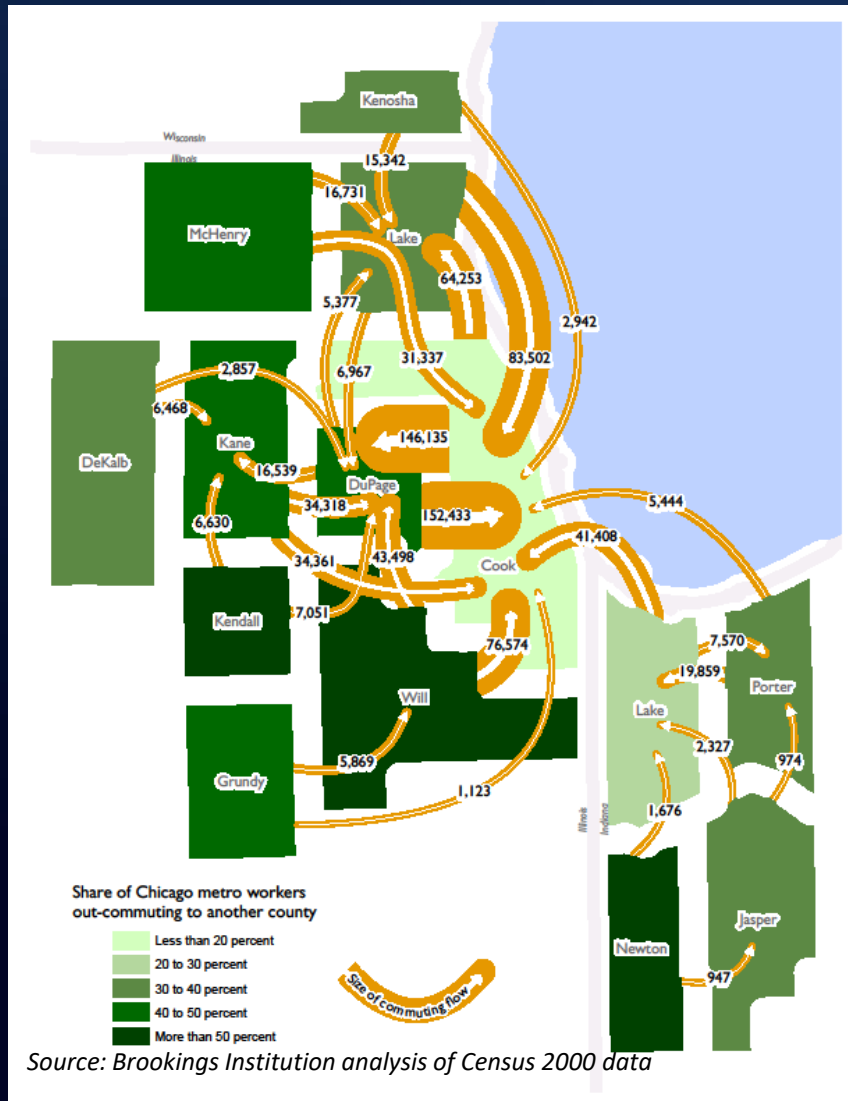 Kenosha
Wisconsin
Illinois
15,342
16,731
McHenry
Lake
64,253
5,377
2,942
31,337
83,502
2,857
6,967
6,468
146,135
Kane
DeKalb
16,539
DuPage
34,318
152,433
5,444
6,630
41,408
34,361
43,498
Cook
Kendall
7,051
76,574
7,570
19,859
Porter
Will
Lake
2,327
5,869
974
Grundy
1,123
1,676
Illinois
Indiana
Share of Chicago metro workers
out-commuting to another county
Less than 20 percent
20 to 30 percent
30 to 40 percent
40 to 50 percent
More than 50 percent
Size of commuting flow
Jasper
Newton
947
Source: Brookings Institution analysis of Census 2000 data